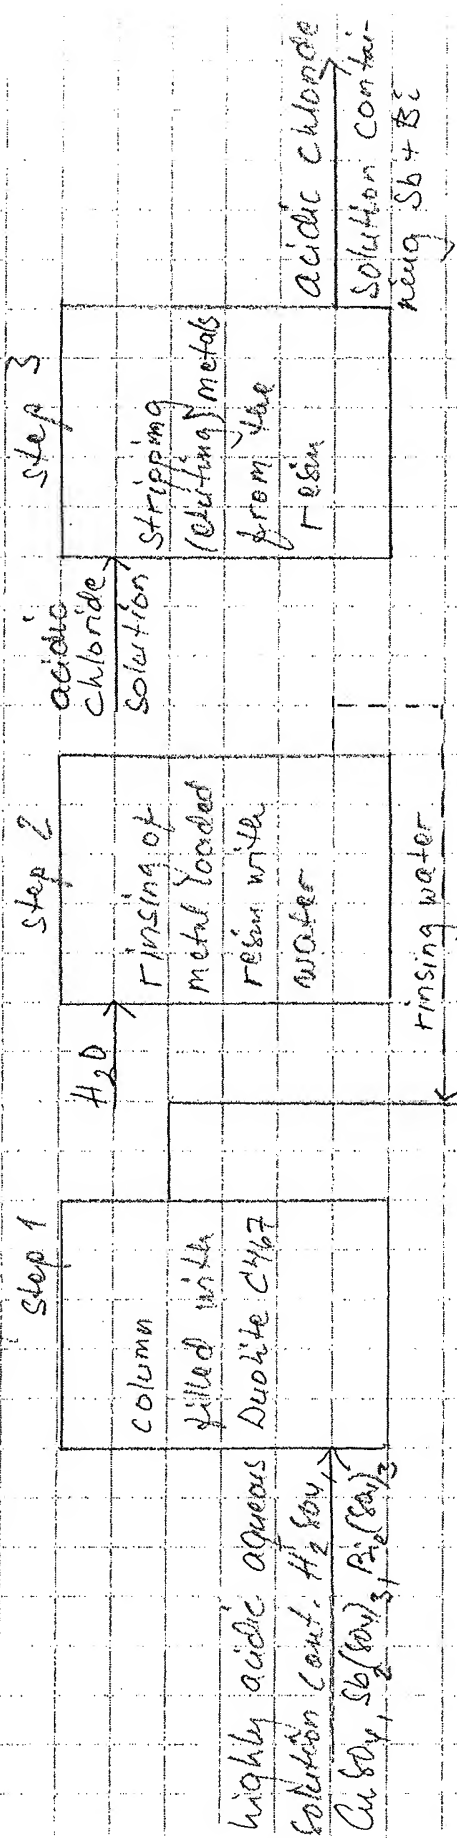 Step 1
highly acidic aqueous
solution cont. H2SO4,
CuSO4, Sb2(SO4)3, Bi2(SO4)3
column
filled with
Duolite C467
Step 2
H2O
rinsing of
metal loaded
resin with
water
rinsing water
Step 3
acidic
chloride
solution
stripping
(eluting) metals
from the
resin
acidic chloride
solution contai-
ning Sb + Bi